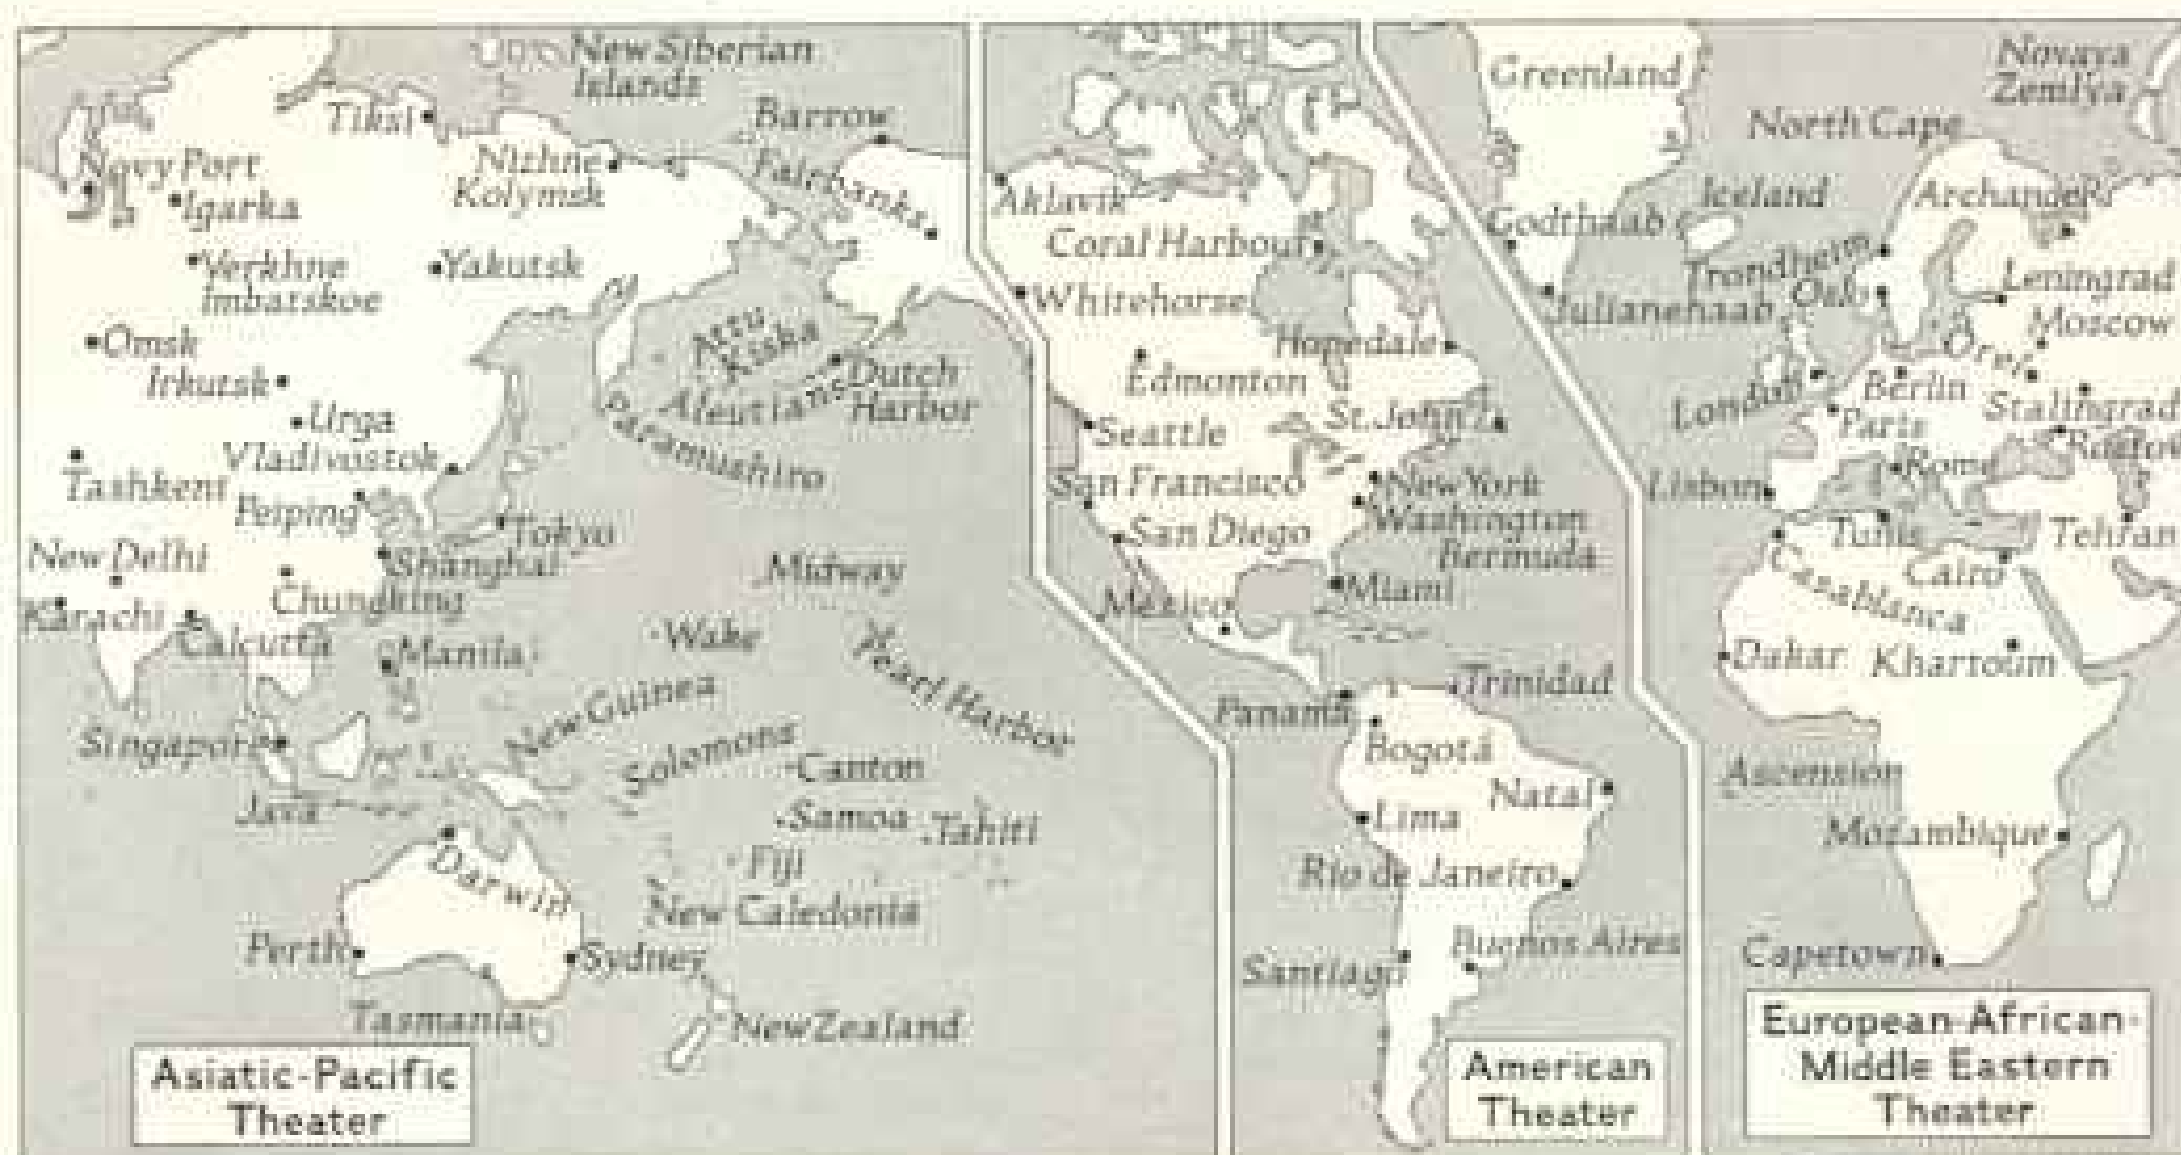 New Siberian
Islands
Barrow
Tiksi
Novy Port
Igarka
Nizhne
Kolymsk
Fairbanks
Verkhne
Imbatskoe
Yakutsk
Omsk
Irkutsk
Attu
Kiska
Aleutians
Dutch
Harbor
Urga
Vladivostok
Paramushiro
Tashkent
Peiping
Tokyo
New Delhi
Shanghai
Karachi
Chungking
Calcutta
Manila
Midway
Wake
Pearl Harbor
New Guinea
Singapore
Solomons
Canton
Java
Samoa
Tahiti
Darwin
Fiji
New Caledonia
Perth
Sydney
Tasmania
New Zealand
Asiatic-Pacific
Theater
Aklavik
Coral Harbour
Whitehorse
Hopedale
Edmonton
St. John's
Seattle
San Francisco
New York
Washington
San Diego
Bermuda
Miami
Mexico
Trinidad
Panama
Bogotá
Natal
Lima
Rio de Janeiro
Buenos Aires
Santiago
American
Theater
Greenland
Novaya
Zemlya
North Cape
Iceland
Archangel
Godthaab
Trondheim
Julianehaab
Oslo
Leningrad
Moscow
Orel
London
Berlin
Paris
Stalingrad
Rostov
Rome
Lisbon
Tunis
Tehran
Casablanca
Cairo
Dakar
Khartoum
Ascension
Mozambique
Capetown
European-African-
Middle Eastern
Theater